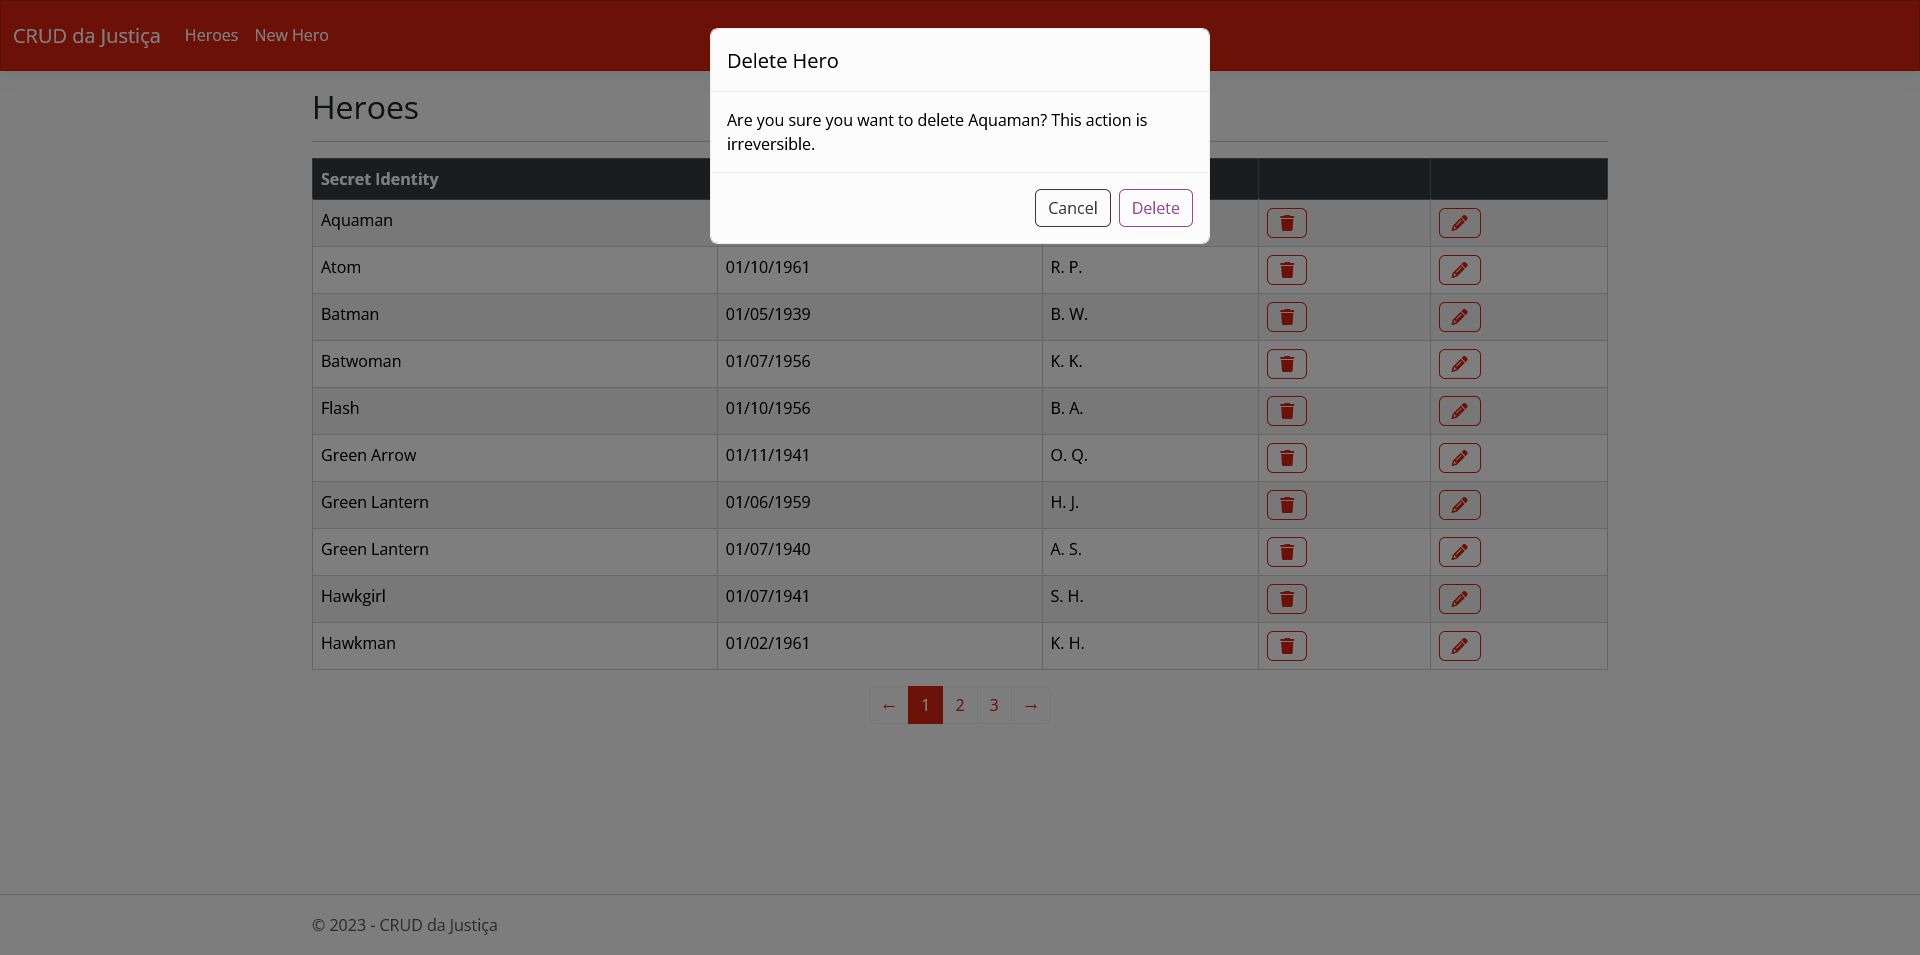 CRUD da Justiça Heroes New Hero
Delete Hero
Are you sure you want to delete Aquaman? This action is
irreversible.
Cancel Delete
Heroes
Secret Identity
Aquaman
Atom 01/10/1961 R. P.
Batman 01/05/1939 B. W.
Batwoman 01/07/1956 K. K.
Flash 01/10/1956 B. A.
Green Arrow 01/11/1941 O. Q.
Green Lantern 01/06/1959 H. J.
Green Lantern 01/07/1940 A. S.
Hawkgirl 01/07/1941 S. H.
Hawkman 01/02/1961 K. H.
← 1 2 3 →
© 2023 - CRUD da Justiça